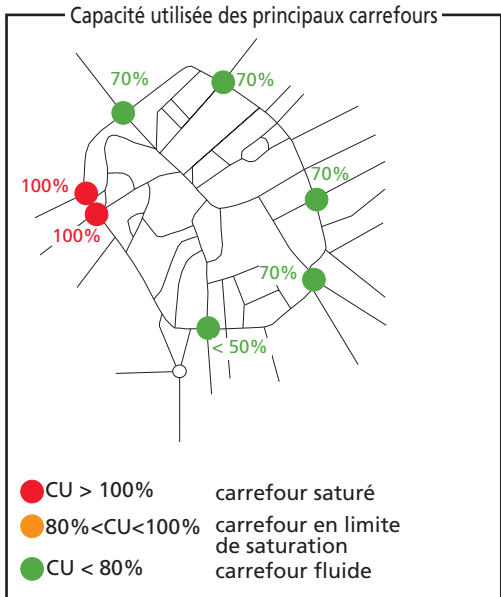 Capacité utilisée des principaux carrefours
70%
70%
100%
70%
100%
70%
< 50%
CU > 100% carrefour saturé
80%<CU<100% carrefour en limite
de saturation
CU < 80% carrefour fluide